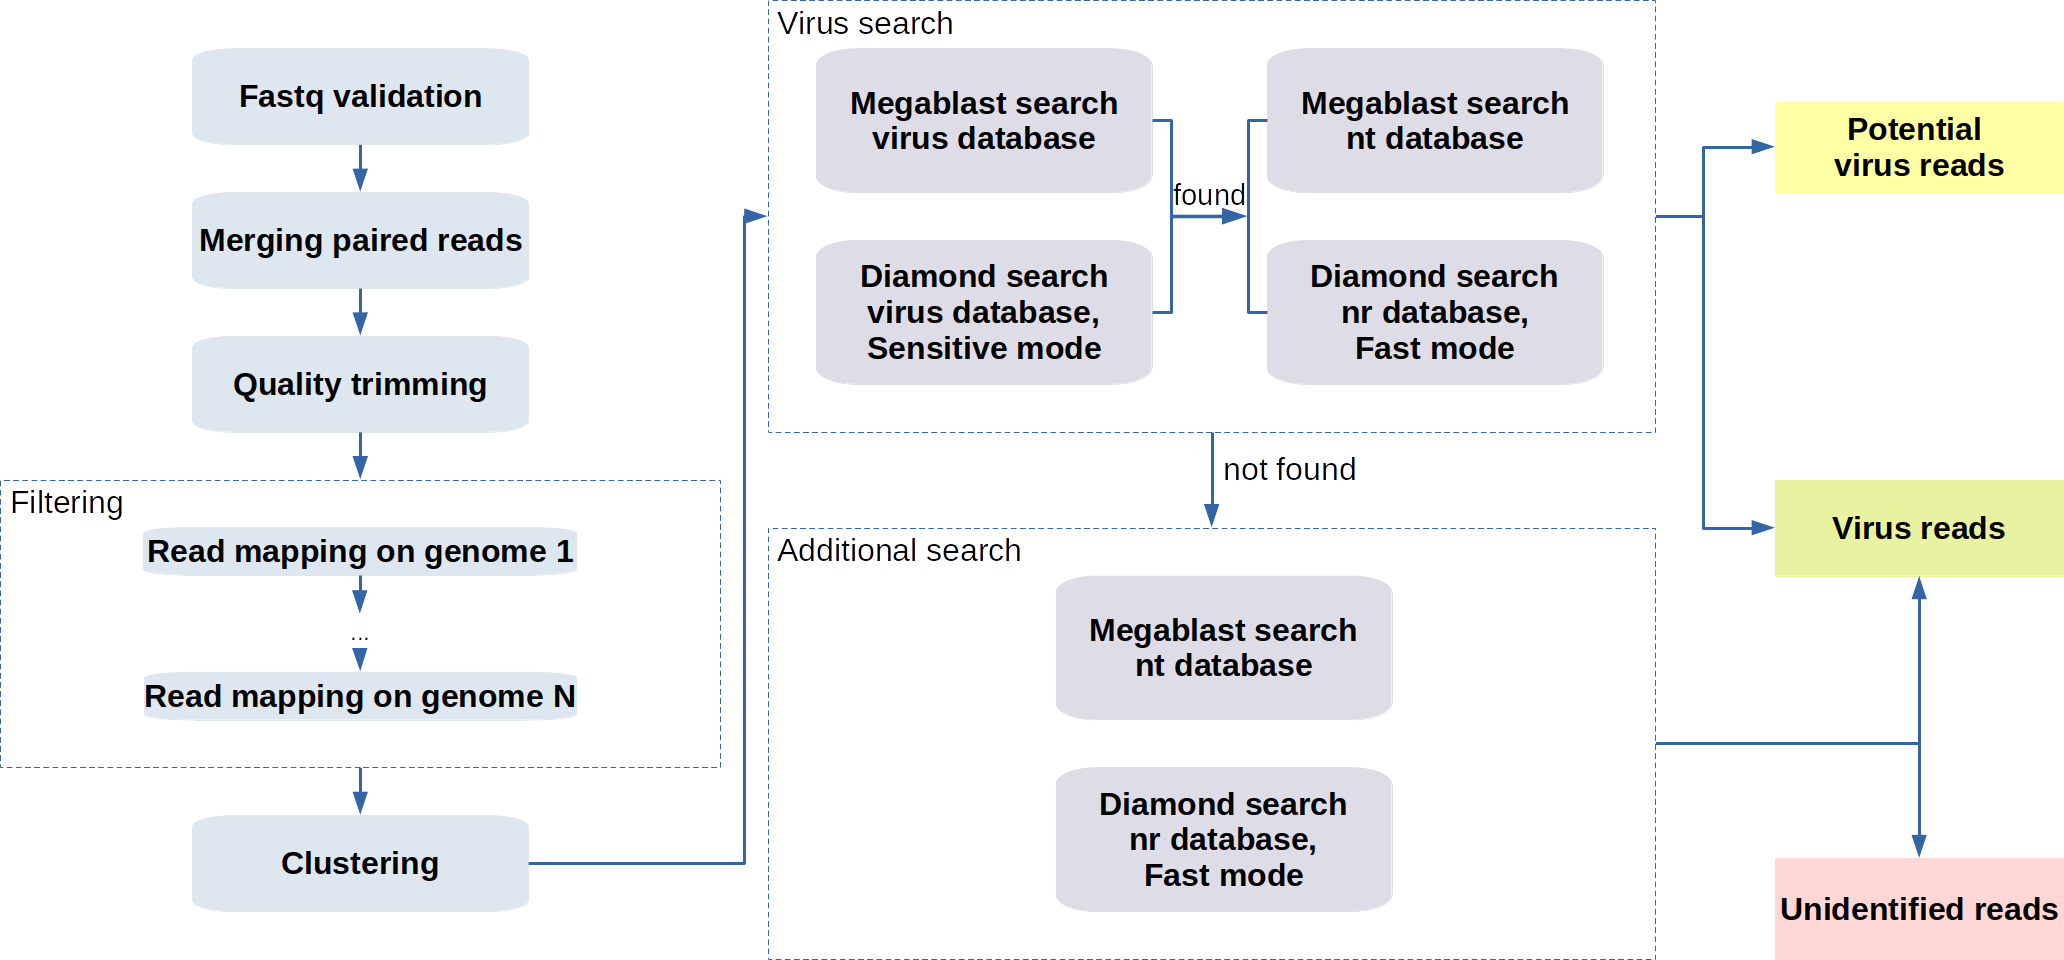 Fastq validation
Merging paired reads
Quality trimming
Filtering
Read mapping on genome 1
...
Read mapping on genome N
Clustering
Virus search
Megablast search
virus database
Diamond search
virus database,
Sensitive mode
found
Megablast search
nt database
Diamond search
nr database,
Fast mode
not found
Additional search
Megablast search
nt database
Diamond search
nr database,
Fast mode
Potential
virus reads
Virus reads
Unidentified reads